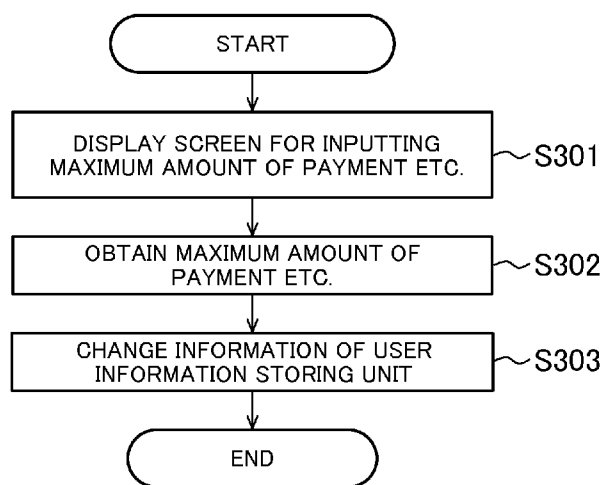 START
DISPLAY SCREEN FOR INPUTTING
MAXIMUM AMOUNT OF PAYMENT ETC.
S301
OBTAIN MAXIMUM AMOUNT OF
PAYMENT ETC.
S302
CHANGE INFORMATION OF USER
INFORMATION STORING UNIT
S303
END